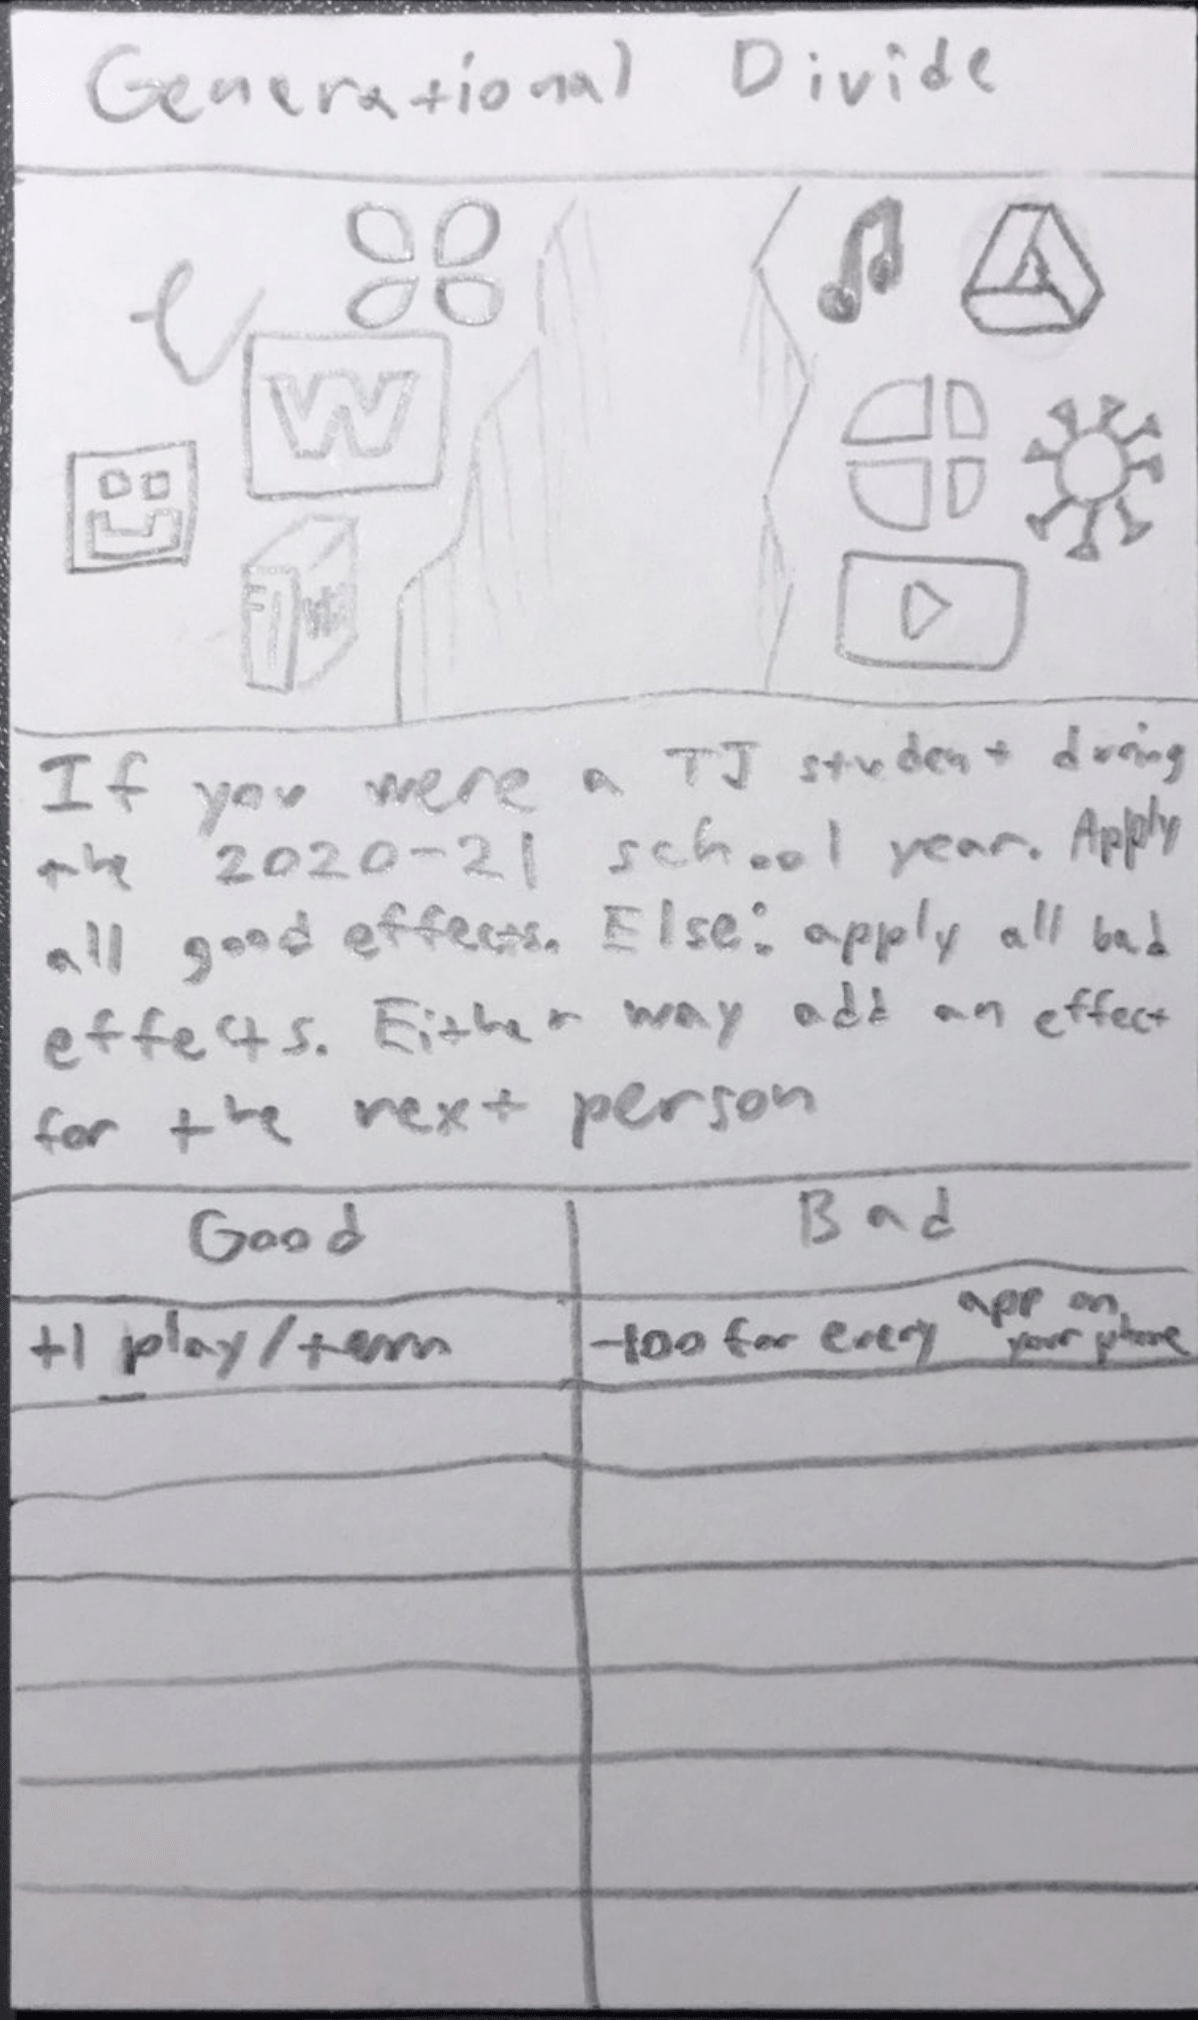 Generational Divide
W
If you were a TJ student during
the 2020-21 school year. Apply
all good effects. Else: apply all bad
effects. Either way add an effect
for the next person
Good Bad
+1 play/term -100 for every app on
your phone